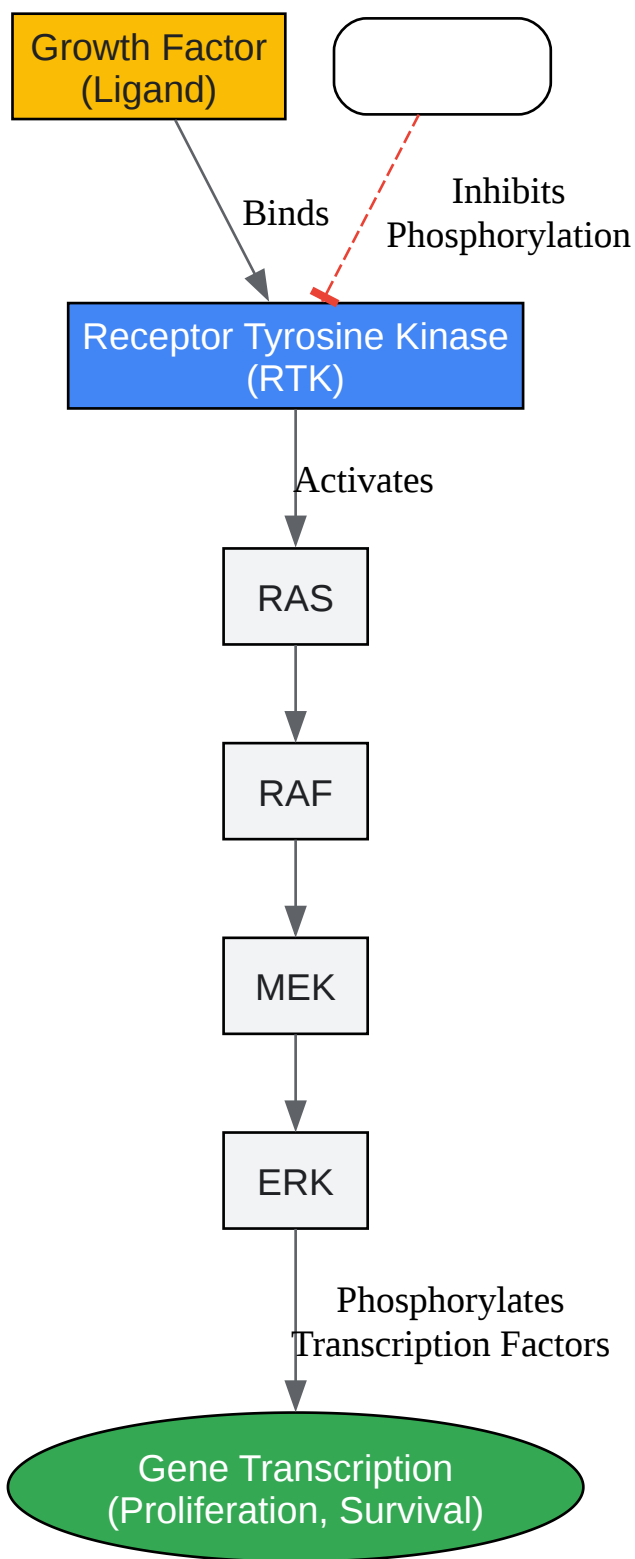 Growth Factor
(Ligand)
Binds
Inhibits
Phosphorylation
Receptor Tyrosine Kinase
(RTK)
Activates
RAS
RAF
MEK
ERK
Phosphorylates
Transcription Factors
Gene Transcription
(Proliferation, Survival)